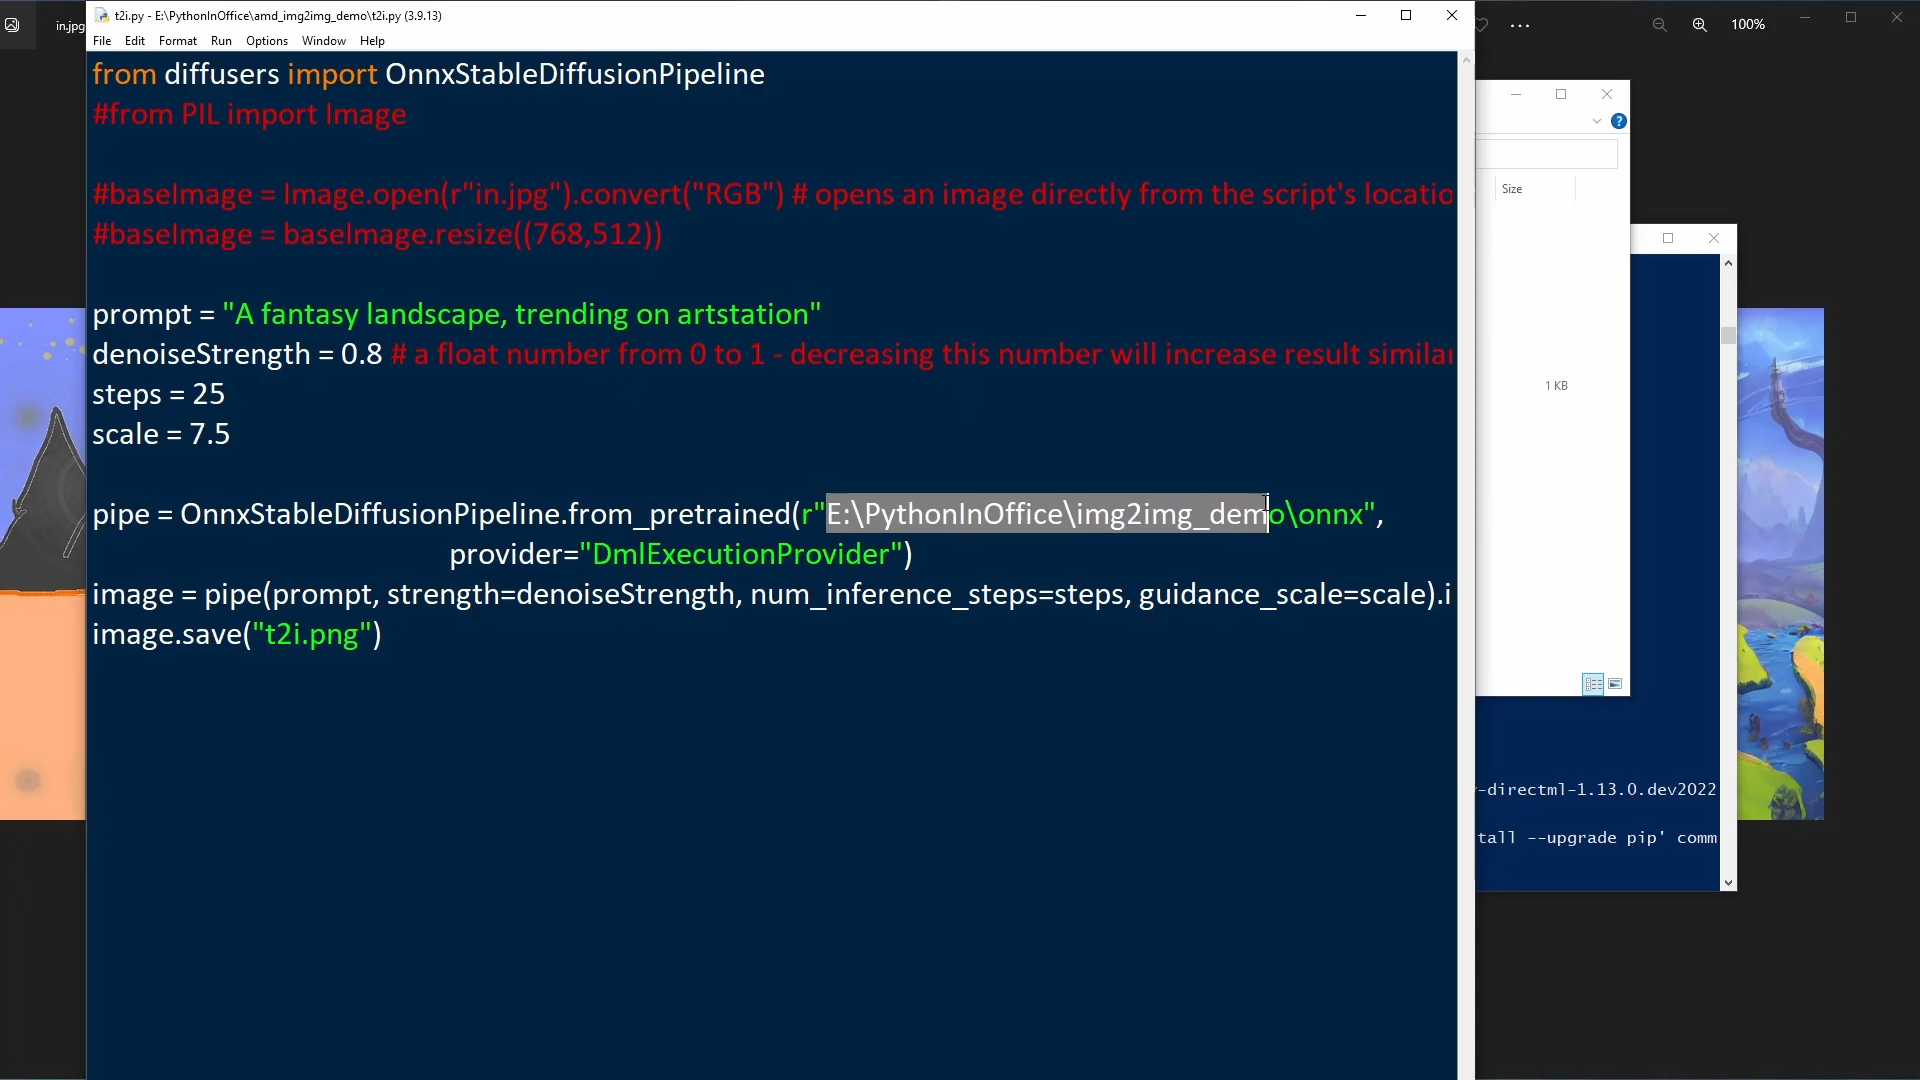 in.jpg
t2i.py - E:\PythonInOffice\amd_img2img_demo\t2i.py (3.9.13)
100%
File Edit Format Run Options Window Help
from diffusers import OnnxStableDiffusionPipeline
#from PIL import Image
#baseImage = Image.open(r"in.jpg").convert("RGB") # opens an image directly from the script's locatio
#baseImage = baseImage.resize((768,512))
prompt = "A fantasy landscape, trending on artstation"
denoiseStrength = 0.8 # a float number from 0 to 1 - decreasing this number will increase result similar
steps = 25
scale = 7.5
pipe = OnnxStableDiffusionPipeline.from_pretrained(r"E:\PythonInOffice\img2img_demo\onnx",
provider="DmlExecutionProvider")
image = pipe(prompt, strength=denoiseStrength, num_inference_steps=steps, guidance_scale=scale).i
image.save("t2i.png")
Size
1 KB
-directml-1.13.0.dev2022
tall --upgrade pip' comm